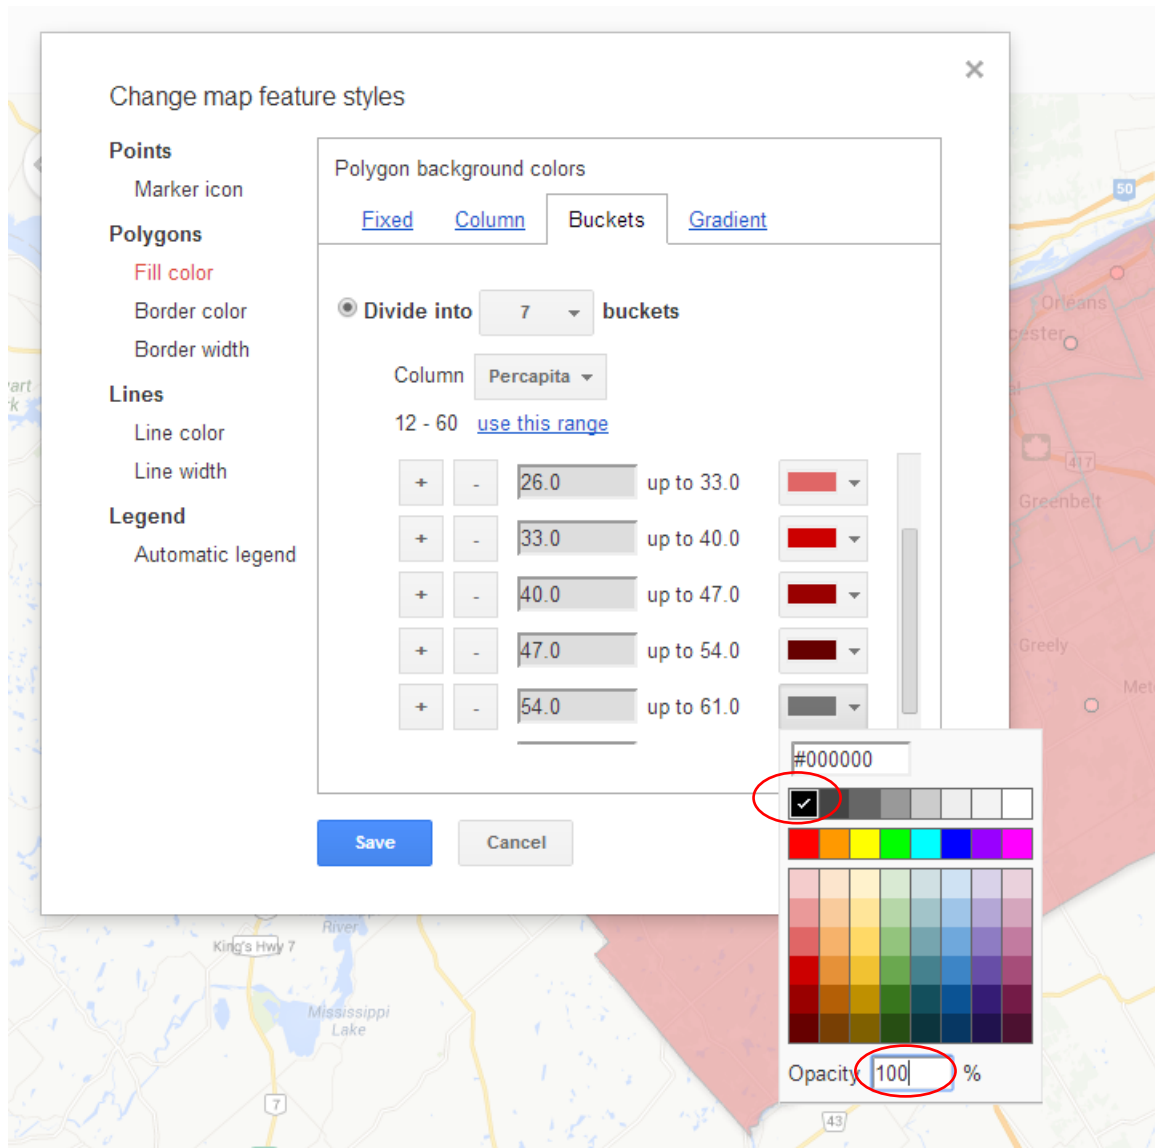 Change map feature styles
Points
Marker icon
Polygons
Fill color
Border color
Border width
Lines
Line color
Line width
Legend
Automatic legend
Polygon background colors
Fixed Column Buckets Gradient
Divide into 7 buckets
Column Percapita
12 - 60 use this range
+ - 26.0 up to 33.0
+ - 33.0 up to 40.0
+ - 40.0 up to 47.0
+ - 47.0 up to 54.0
+ - 54.0 up to 61.0
#000000
Opacity 100 %
Save Cancel
50
Orléans
cester
417
Greenbelt
Greely
Met
River
King's Hwy 7
Mississippi
Lake
7
43